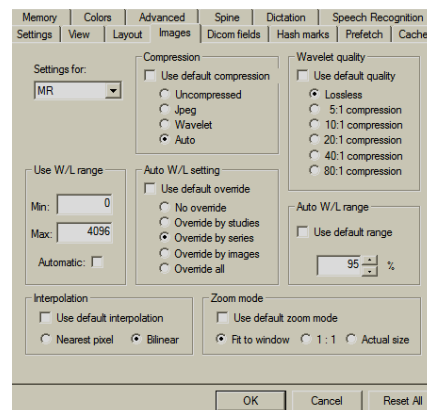 Memory Colors Advanced Spine Dictation Speech Recognition
Settings View Layout Images Dicom fields Hash marks Prefetch Cache
Settings for:
MR
Compression
Use default compression
Uncompressed
Jpeg
Wavelet
Auto
Wavelet quality
Use default quality
Lossless
5:1 compression
10:1 compression
20:1 compression
40:1 compression
80:1 compression
Use W/L range
Min: 0
Max: 4096
Automatic:
Auto W/L setting
Use default override
No override
Override by studies
Override by series
Override by images
Override all
Auto W/L range
Use default range
95 %
Interpolation
Use default interpolation
Nearest pixel Bilinear
Zoom mode
Use default zoom mode
Fit to window 1 : 1 Actual size
OK Cancel Reset All